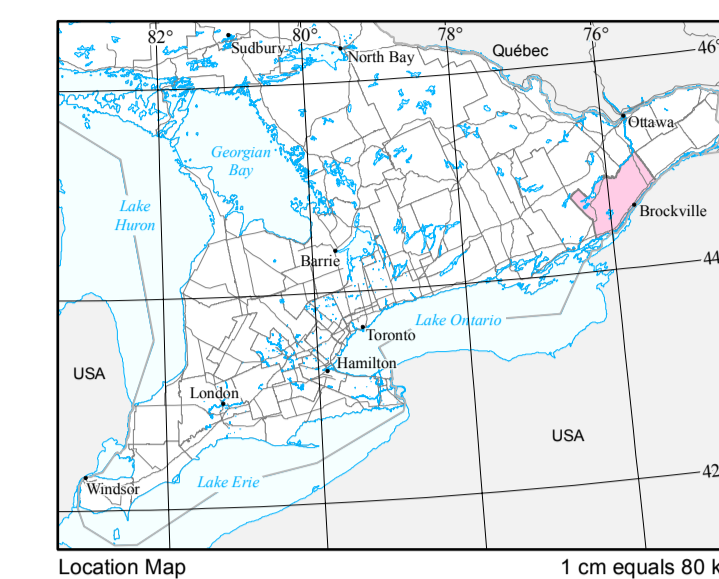 82°
80°
78°
76°
46°
Sudbury
North Bay
Québec
Ottawa
Georgian
Bay
Lake
Huron
Brockville
Barrie
44
Lake Ontario
Toronto
USA
Hamilton
London
USA
42
Lake Erie
Windsor
Location Map
1 cm equals 80 k